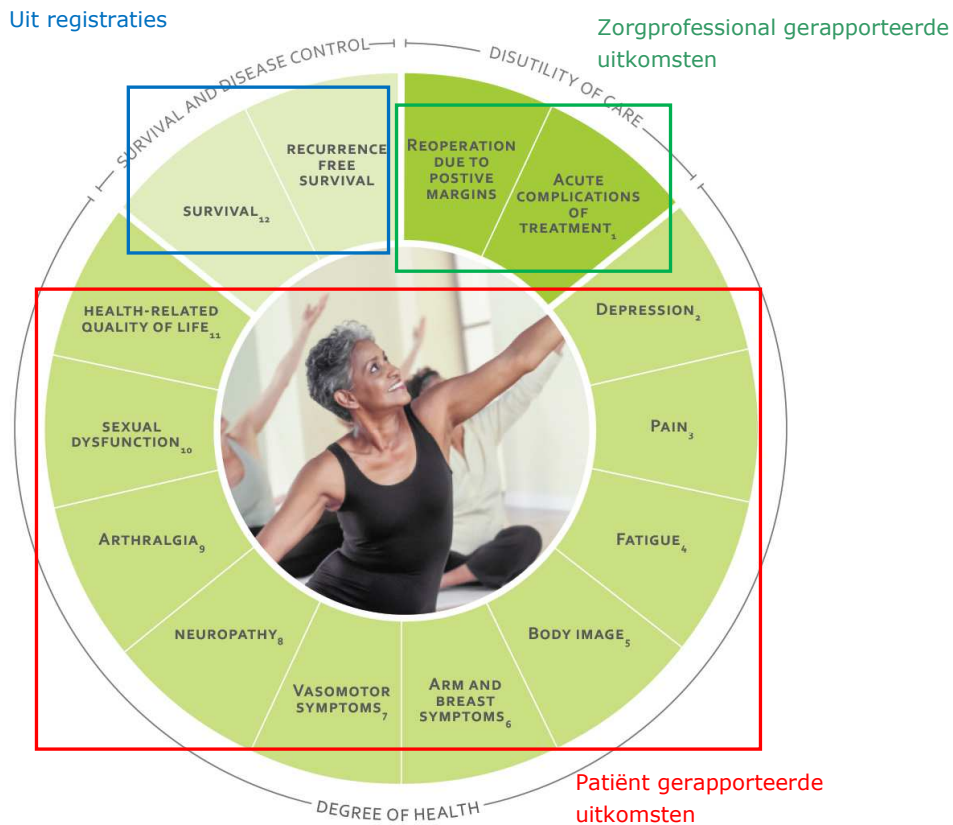 Uit registraties
Zorgprofessional gerapporteerde
uitkomsten
SURVIVAL AND DISEASE CONTROL
DISUTILITY OF CARE
RECURRENCE
FREE
SURVIVAL
SURVIVAL12
REOPERATION
DUE TO
POSTIVE
MARGINS
ACUTE
COMPLICATIONS
OF
TREATMENT1
DEPRESSION2
PAIN3
FATIGUE4
BODY IMAGE5
ARM AND
BREAST
SYMPTOMS6
VASOMOTOR
SYMPTOMS7
NEUROPATHY8
ARTHRALGIA9
SEXUAL
DYSFUNCTION10
HEALTH-RELATED
QUALITY OF LIFE11
DEGREE OF HEALTH
Patiënt gerapporteerde
uitkomsten